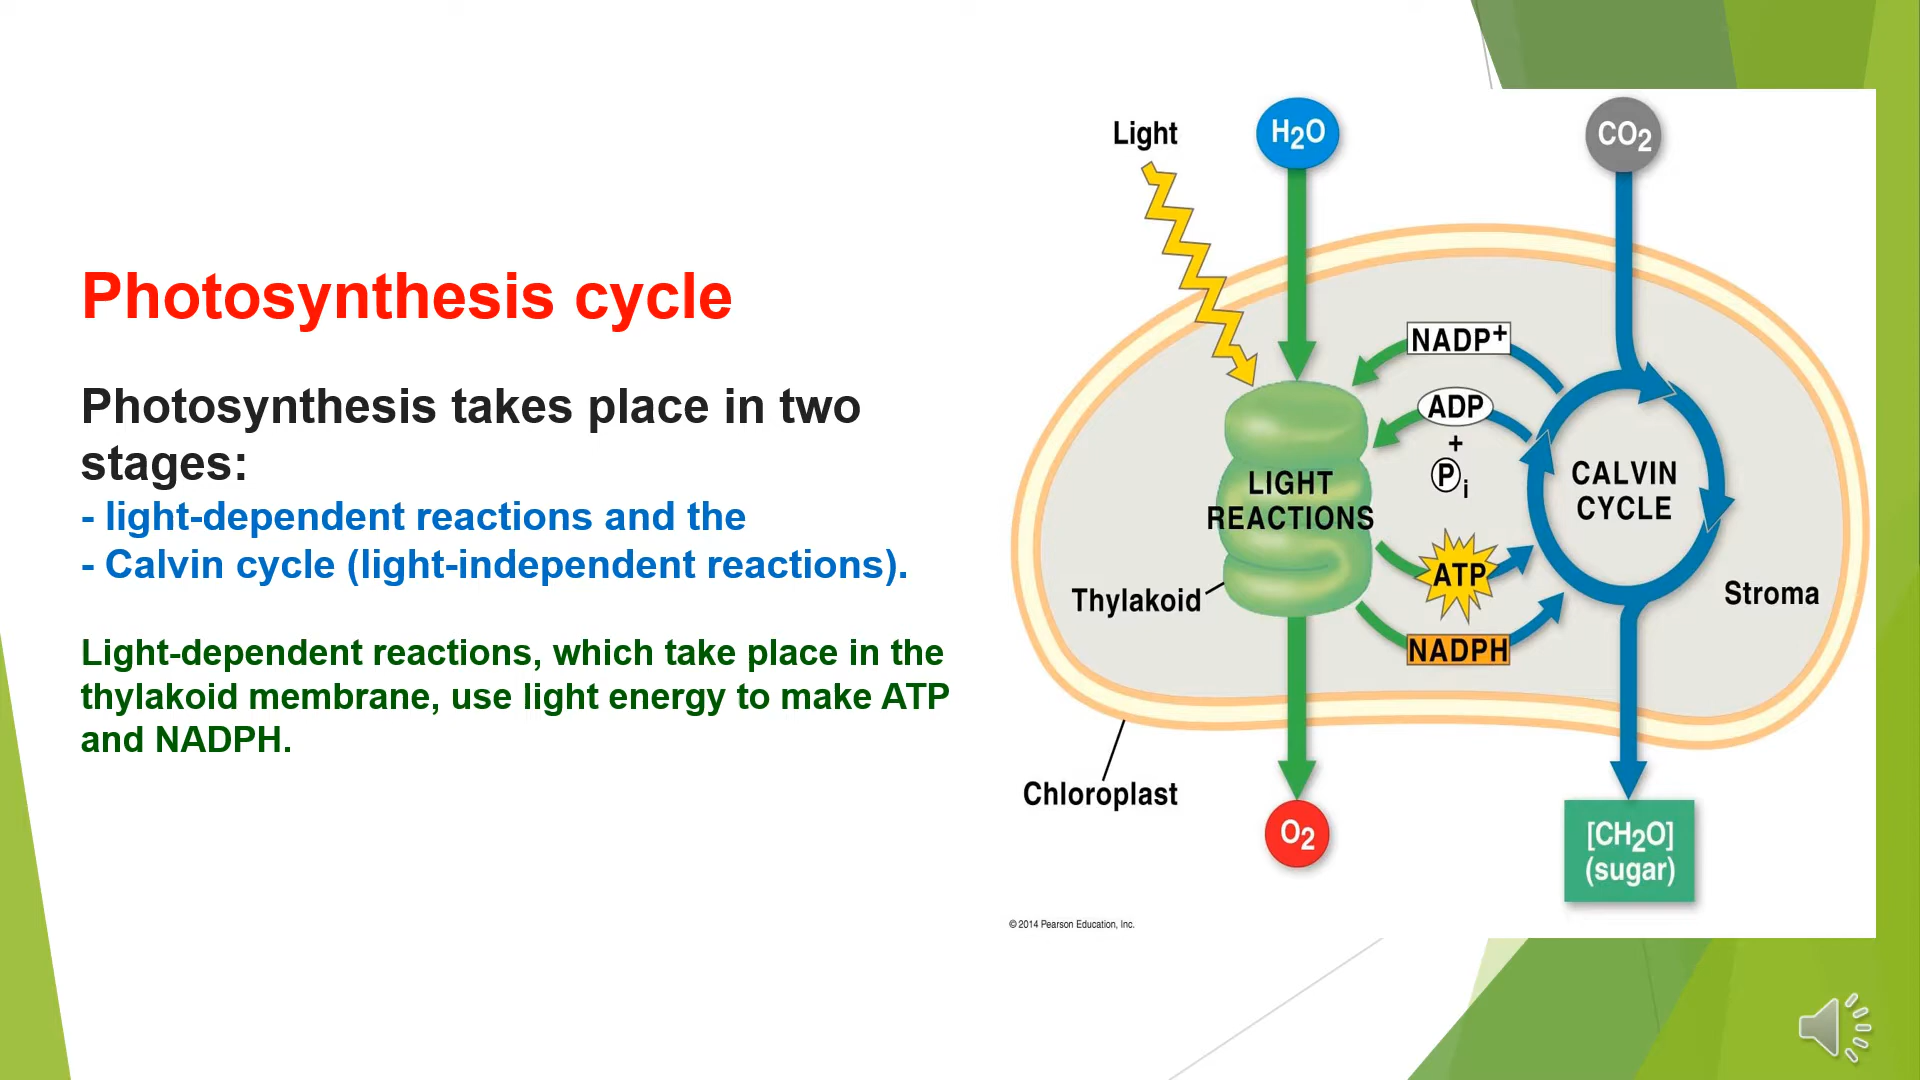 Photosynthesis cycle
Photosynthesis takes place in two
stages:
- light-dependent reactions and the
- Calvin cycle (light-independent reactions).
Light-dependent reactions, which take place in the
thylakoid membrane, use light energy to make ATP
and NADPH.
Light
H2O
CO2
NADP+
ADP
+
Pi
LIGHT
REACTIONS
CALVIN
CYCLE
ATP
Thylakoid
Stroma
NADPH
Chloroplast
O2
[CH2O]
(sugar)
© 2014 Pearson Education, Inc.